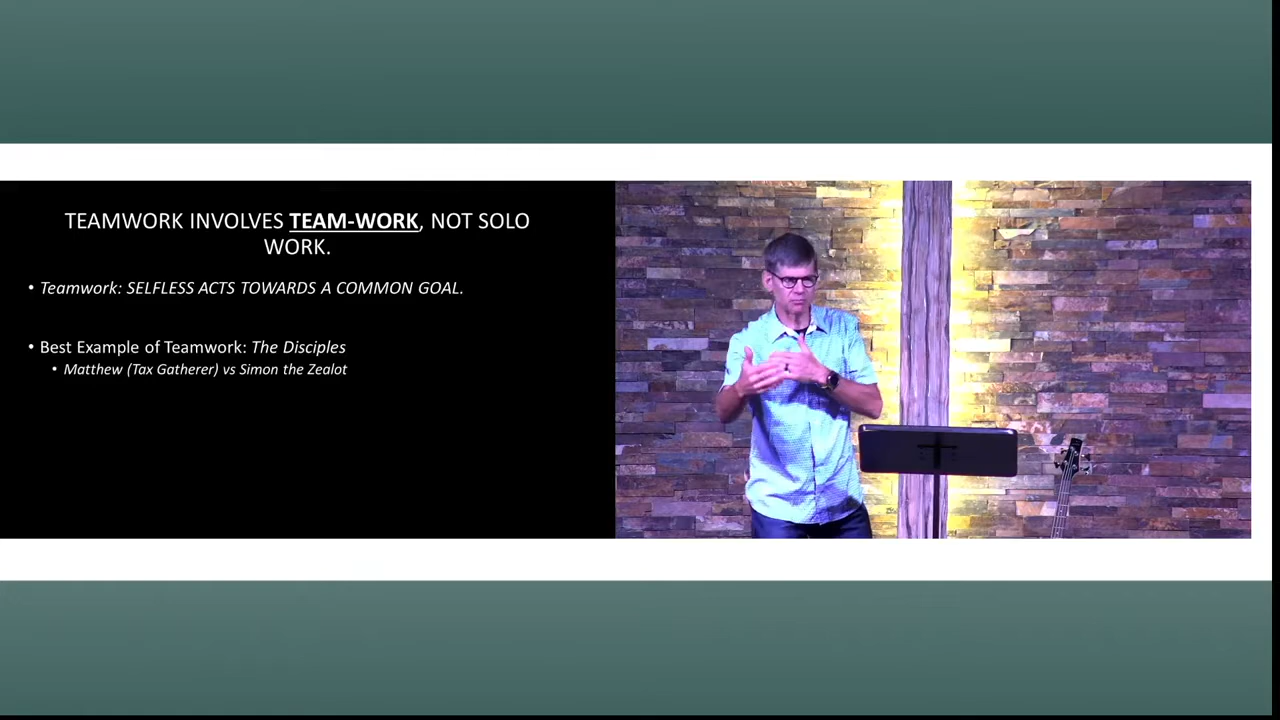 TEAMWORK INVOLVES TEAM-WORK, NOT SOLO
WORK.
• Teamwork: SELFLESS ACTS TOWARDS A COMMON GOAL.
• Best Example of Teamwork: The Disciples
• Matthew (Tax Gatherer) vs Simon the Zealot